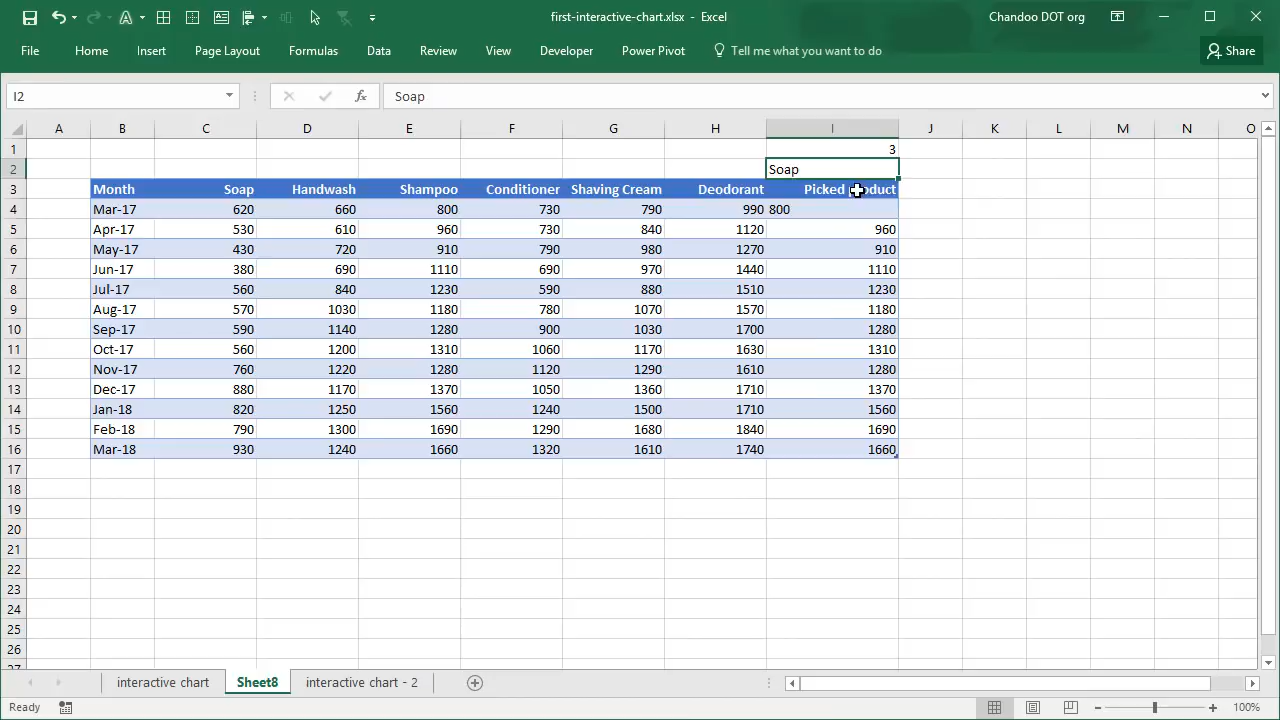 first-interactive-chart.xlsx - Excel
Chandoo DOT org
File Home Insert Page Layout Formulas Data Review View Developer Power Pivot Tell me what you want to do Share
I2 fx Soap
A B C D E F G H I J K L M N O
1 3
2 Soap
3 Month Soap Handwash Shampoo Conditioner Shaving Cream Deodorant Picked Product
4 Mar-17 620 660 800 730 790 990 800
5 Apr-17 530 610 960 730 840 1120 960
6 May-17 430 720 910 790 980 1270 910
7 Jun-17 380 690 1110 690 970 1440 1110
8 Jul-17 560 840 1230 590 880 1510 1230
9 Aug-17 570 1030 1180 780 1070 1570 1180
10 Sep-17 590 1140 1280 900 1030 1700 1280
11 Oct-17 560 1200 1310 1060 1170 1630 1310
12 Nov-17 760 1220 1280 1120 1290 1610 1280
13 Dec-17 880 1170 1370 1050 1360 1710 1370
14 Jan-18 820 1250 1560 1240 1500 1710 1560
15 Feb-18 790 1300 1690 1290 1680 1840 1690
16 Mar-18 930 1240 1660 1320 1610 1740 1660
17
18
19
20
21
22
23
24
25
26
27
interactive chart Sheet8 interactive chart - 2
Ready 100%